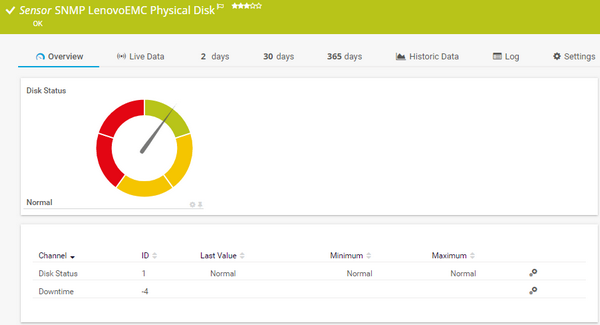 Sensor SNMP LenovoEMC Physical Disk
OK
Overview Live Data 2 days 30 days 365 days Historic Data Log Settings
Disk Status
Normal
Channel ID Last Value Minimum Maximum
Disk Status 1 Normal Normal Normal
Downtime -4